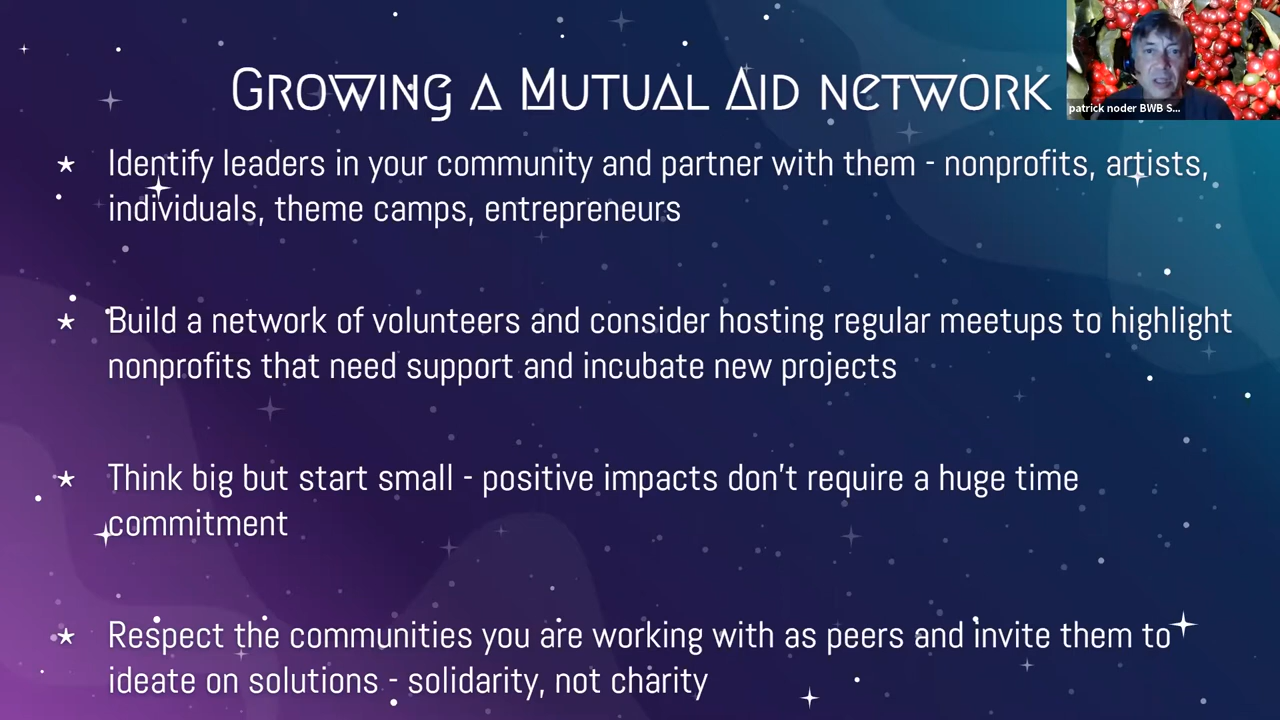 Growing a Mutual Aid network
patrick noder BWB S...
★ Identify leaders in your community and partner with them - nonprofits, artists,
individuals, theme camps, entrepreneurs
★ Build a network of volunteers and consider hosting regular meetups to highlight
nonprofits that need support and incubate new projects
★ Think big but start small - positive impacts don't require a huge time
commitment
★ Respect the communities you are working with as peers and invite them to
ideate on solutions - solidarity, not charity